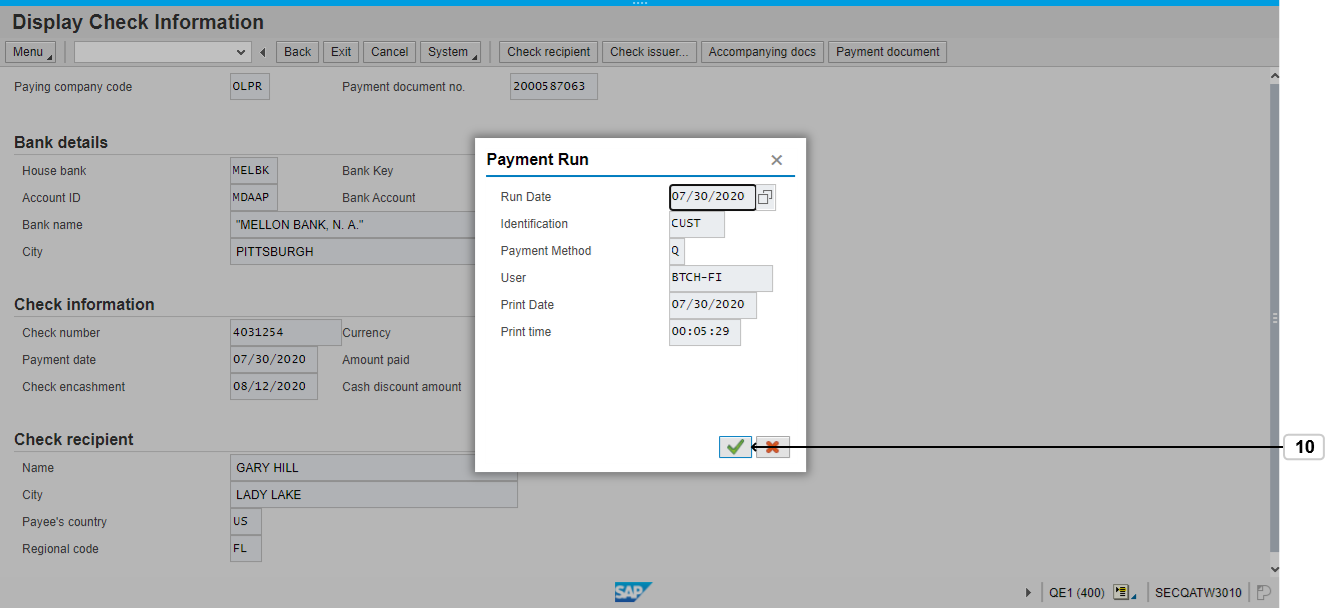 Display Check Information
Menu Back Exit Cancel System Check recipient Check issuer... Accompanying docs Payment document
Paying company code OLPR Payment document no. 2000587063
Bank details
House bank MELBK Bank Key
Account ID MDAAP Bank Account
Bank name "MELLON BANK, N. A."
City PITTSBURGH
Check information
Check number 4031254 Currency
Payment date 07/30/2020 Amount paid
Check encashment 08/12/2020 Cash discount amount
Check recipient
Name GARY HILL
City LADY LAKE
Payee's country US
Regional code FL
Payment Run
Run Date 07/30/2020
Identification CUST
Payment Method Q
User BTCH-FI
Print Date 07/30/2020
Print time 00:05:29
10
SAP QE1 (400) SECQATW3010